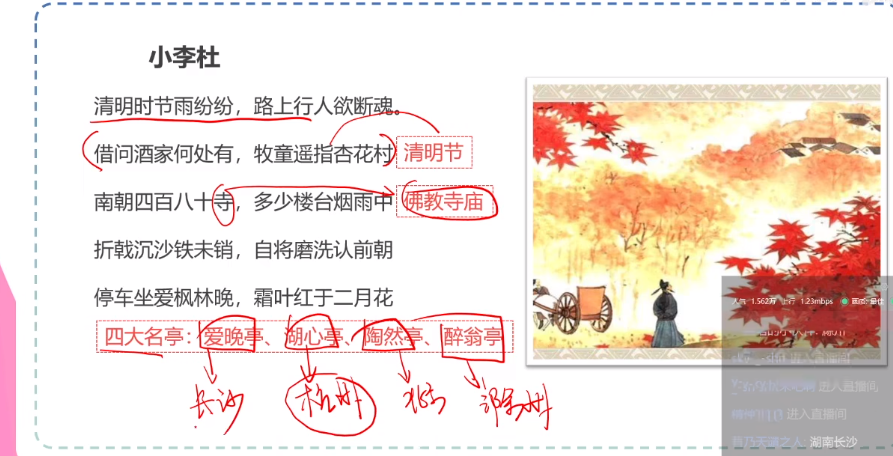 小李杜
清明时节雨纷纷，路上行人欲断魂。
借问酒家何处有，牧童遥指杏花村 清明节
南朝四百八十寺，多少楼台烟雨中 佛教寺庙
折戟沉沙铁未销，自将磨洗认前朝
停车坐爱枫林晚，霜叶红于二月花
四大名亭：爱晚亭、湖心亭、陶然亭、醉翁亭
长沙 杭州 北京 滁州
人气 1.562万 上行 1.23mbps
进入直播间
进入直播间
进入直播间
湖南长沙